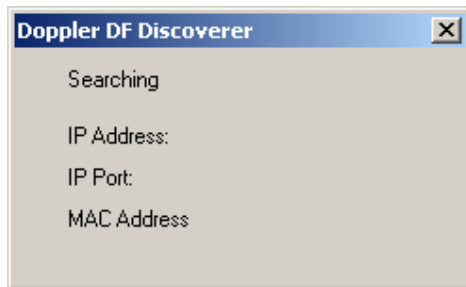 Doppler DF Discoverer
Searching
IP Address:
IP Port:
MAC Address